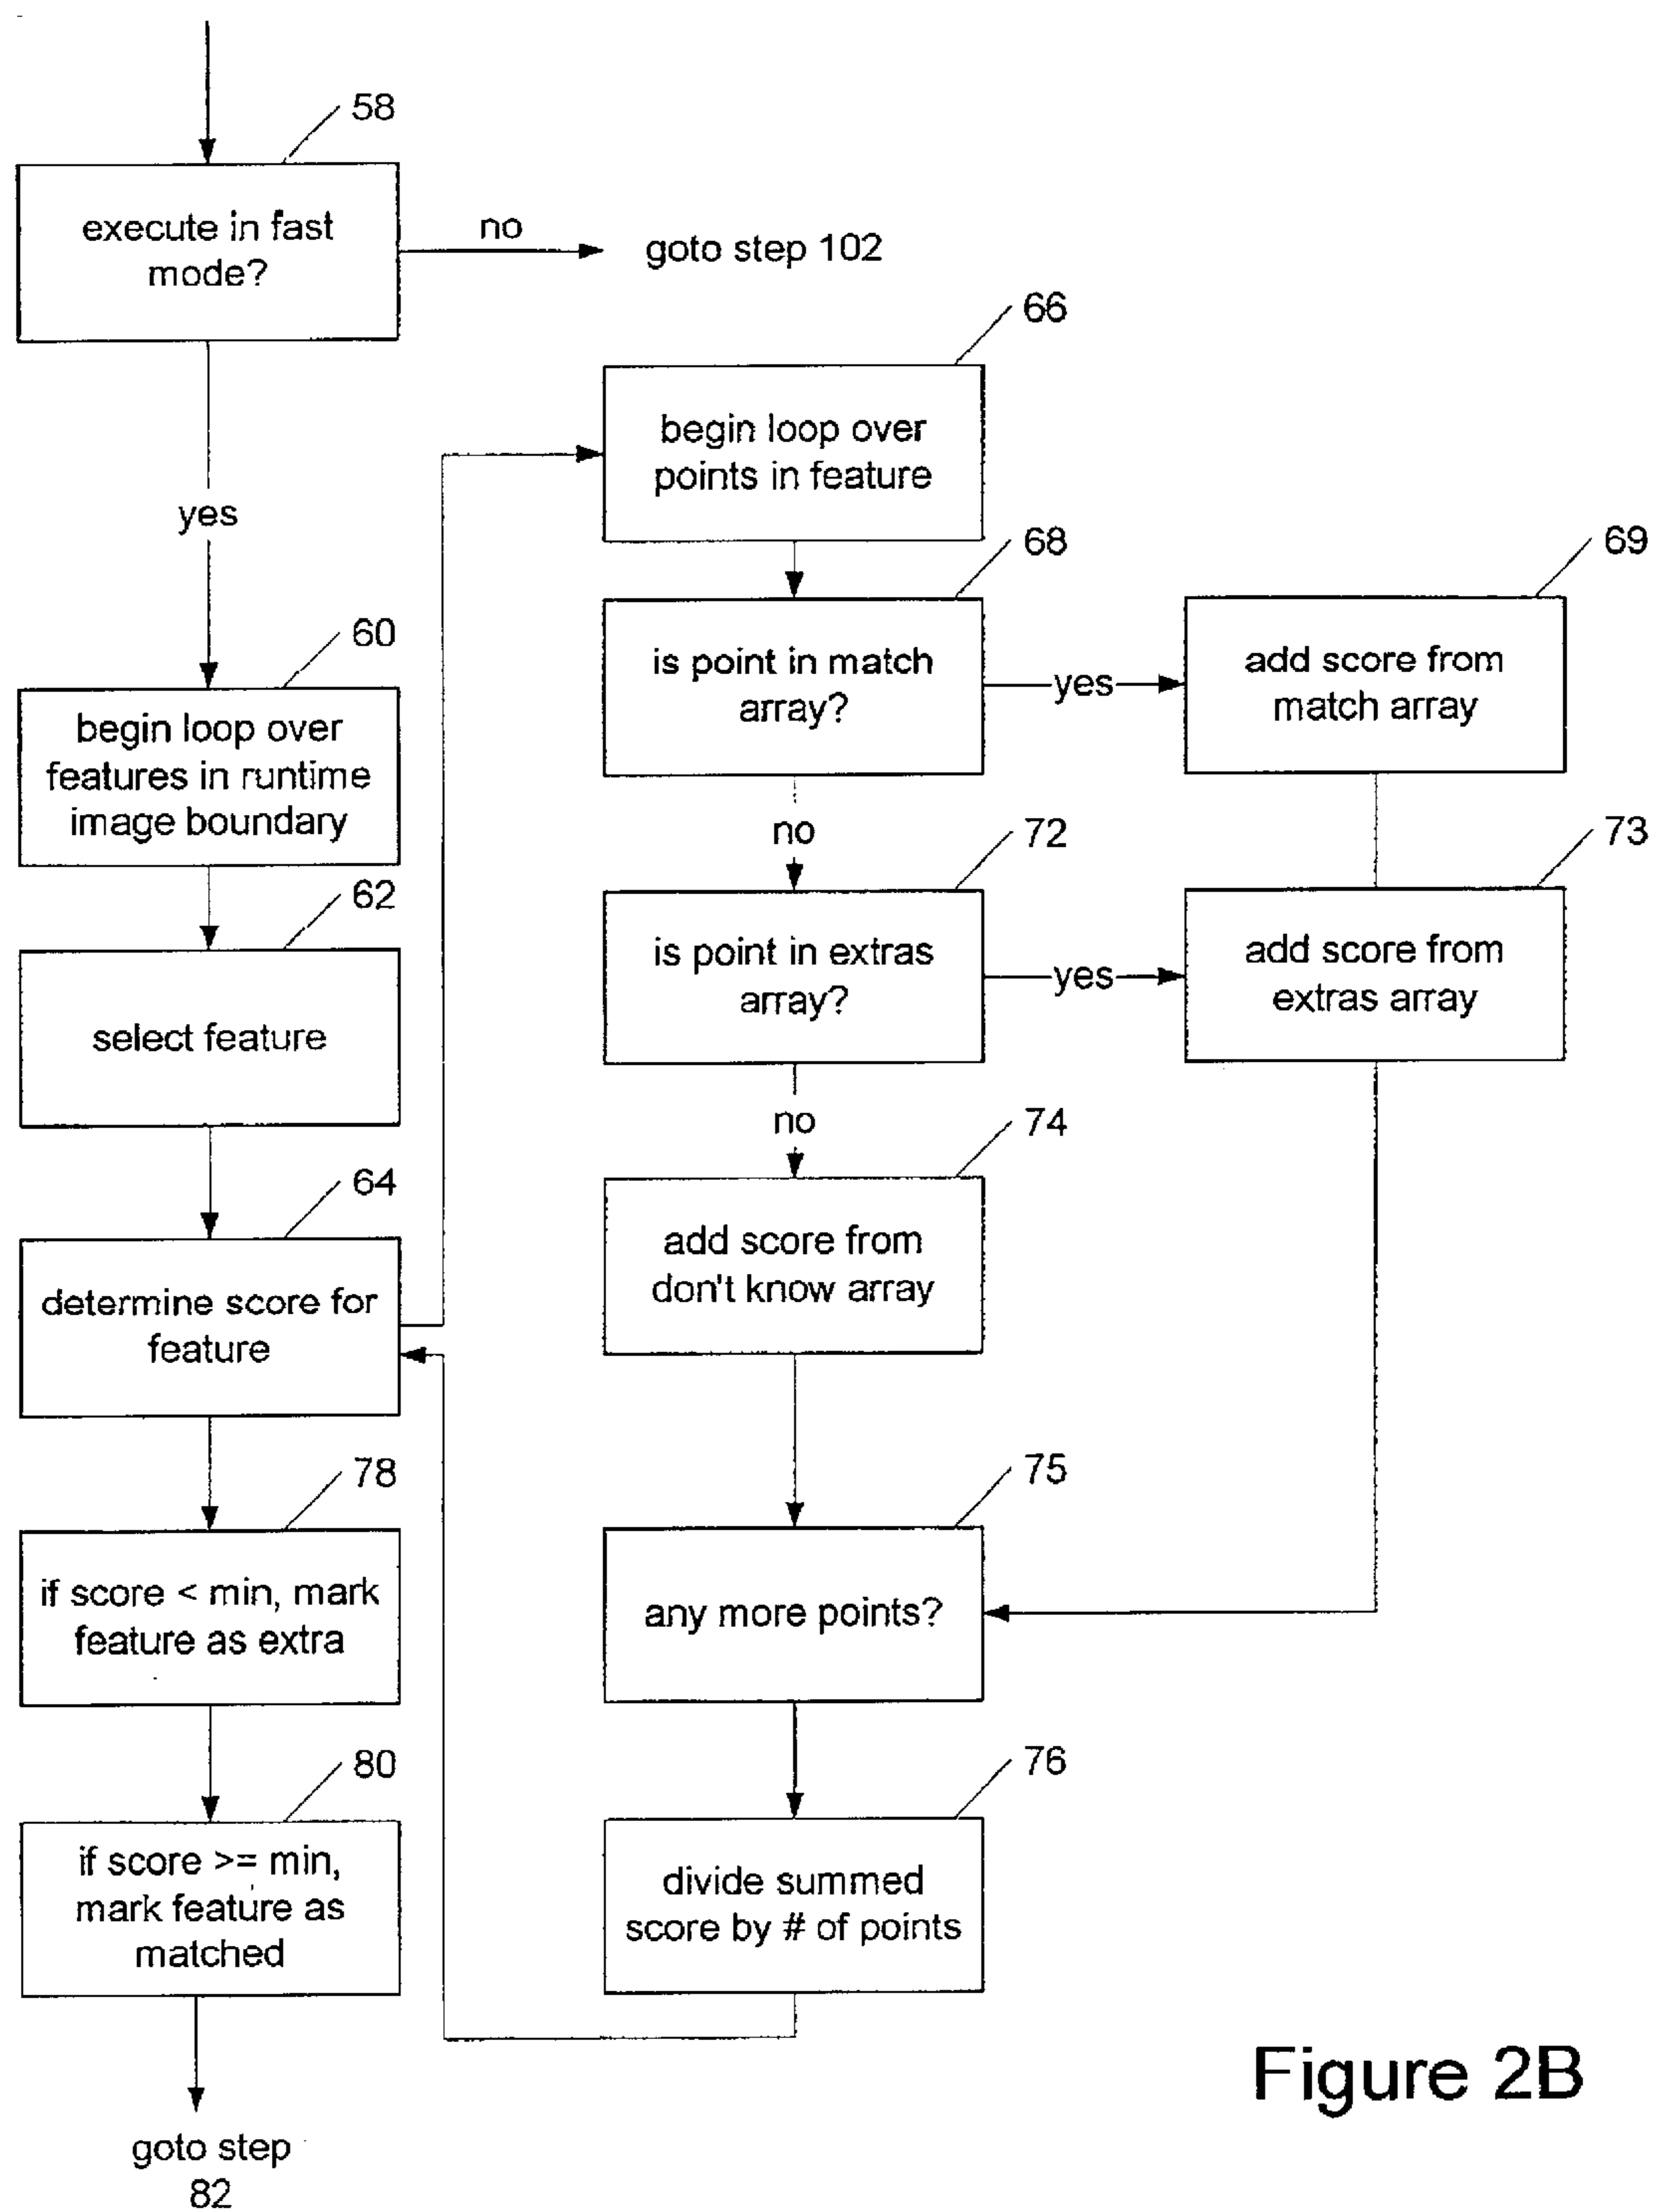 58
execute in fast
mode?
no
goto step 102
yes
60
begin loop over
features in runtime
image boundary
62
select feature
64
determine score for
feature
78
if score < min, mark
feature as extra
80
if score >= min,
mark feature as
matched
goto step
82
66
begin loop over
points in feature
68
is point in match
array?
yes
69
add score from
match array
no
72
is point in extras
array?
yes
73
add score from
extras array
no
74
add score from
don't know array
75
any more points?
76
divide summed
score by # of points
Figure 2B